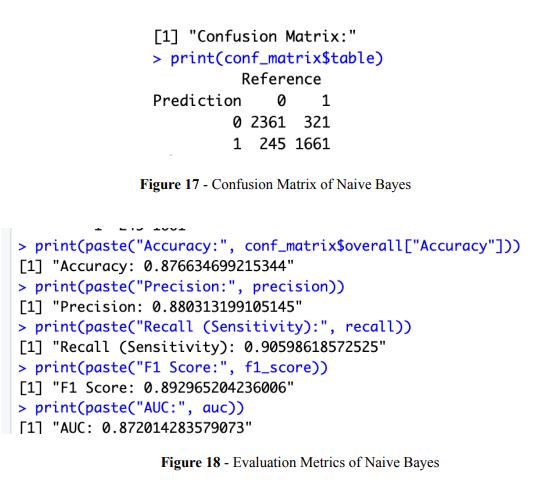 [1] "Confusion Matrix:"
> print(conf_matrix$table)
Reference
Prediction 0 1
0 2361 321
1 245 1661
Figure 17 - Confusion Matrix of Naive Bayes
> print(paste("Accuracy:", conf_matrix$overall["Accuracy"]))
[1] "Accuracy: 0.876634699215344"
> print(paste("Precision:", precision))
[1] "Precision: 0.880313199105145"
> print(paste("Recall (Sensitivity):", recall))
[1] "Recall (Sensitivity): 0.90598618572525"
> print(paste("F1 Score:", f1_score))
[1] "F1 Score: 0.892965204236006"
> print(paste("AUC:", auc))
[1] "AUC: 0.872014283579073"
Figure 18 - Evaluation Metrics of Naive Bayes